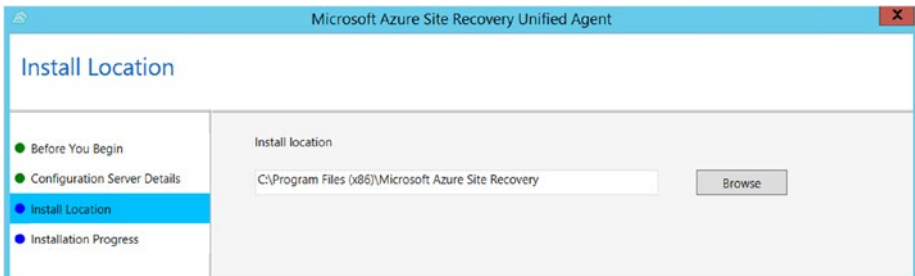 Microsoft Azure Site Recovery Unified Agent
X
Install Location
Before You Begin
Configuration Server Details
Install Location
Installation Progress
Install location
C:\Program Files (x86)\Microsoft Azure Site Recovery
Browse